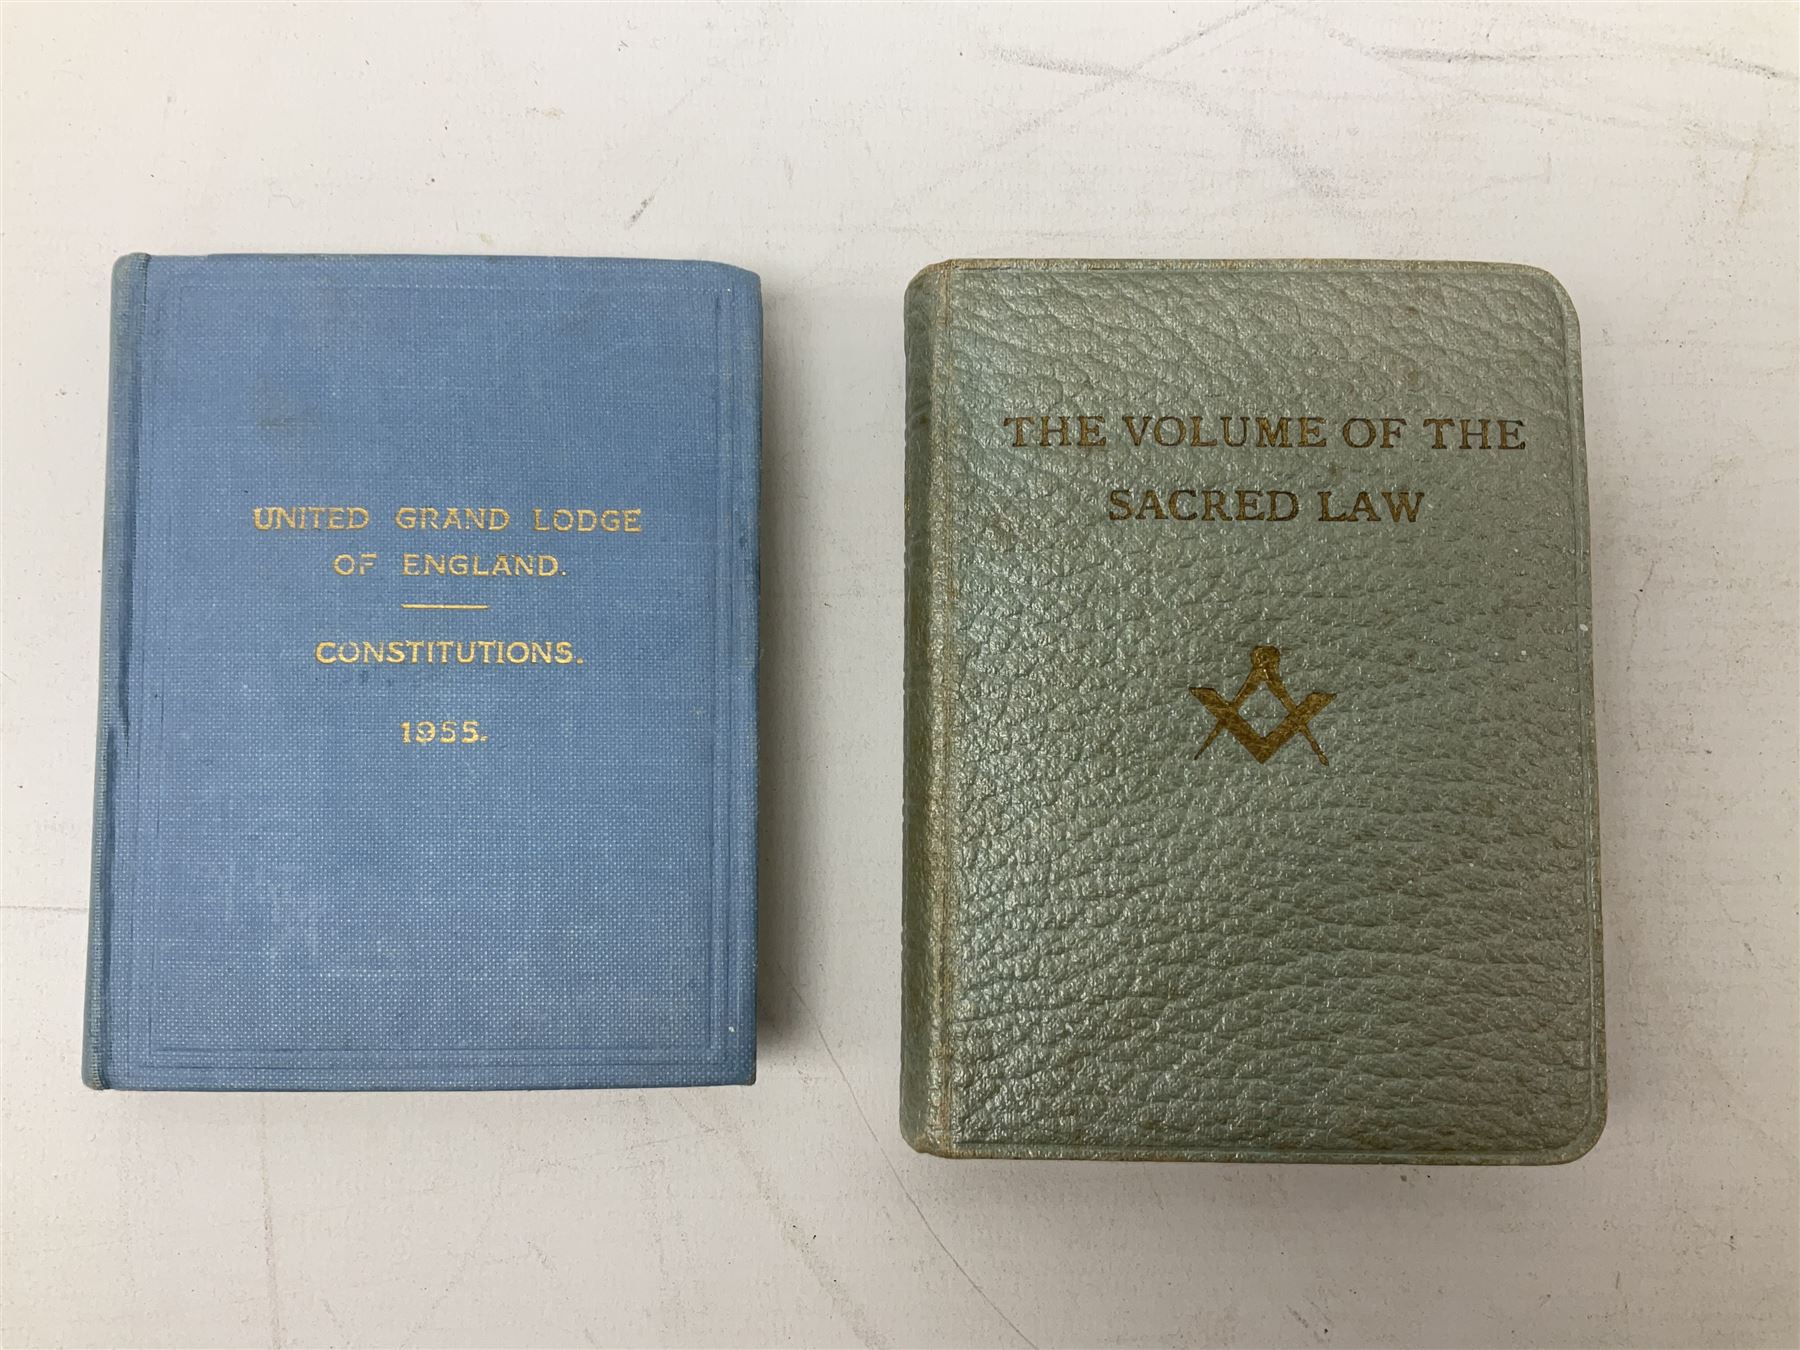 UNITED GRAND LODGE
OF ENGLAND.
CONSTITUTIONS.
1955.
THE VOLUME OF THE
SACRED LAW